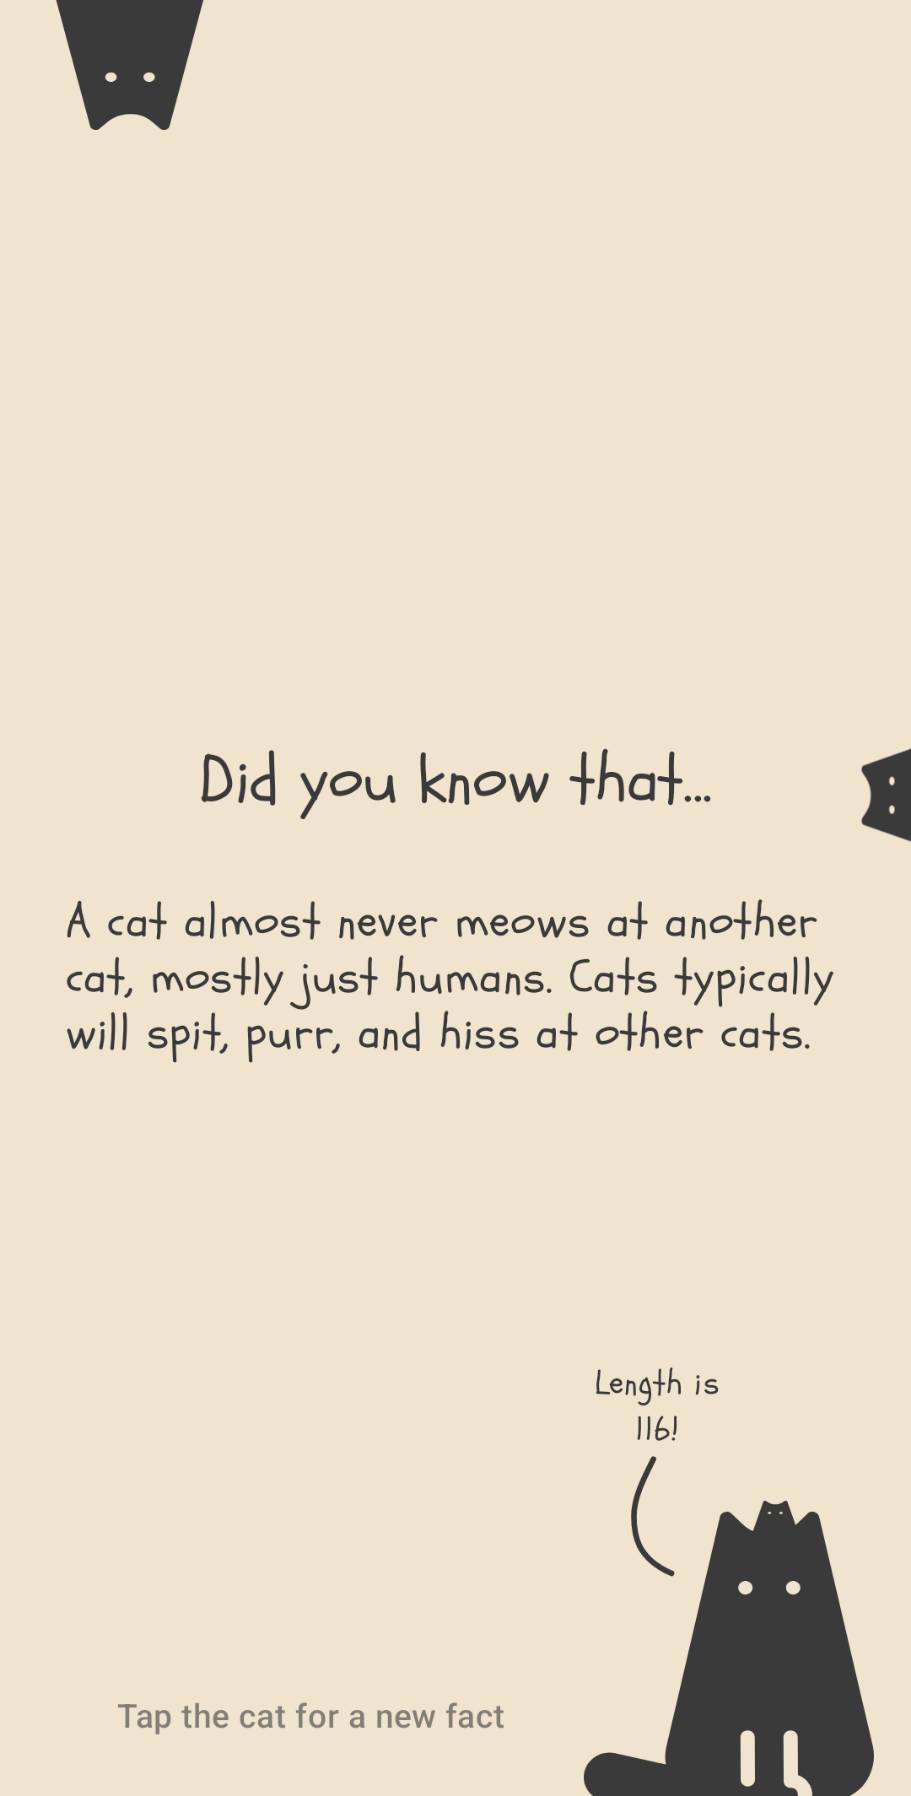 Did you know that...
A cat almost never meows at another
cat, mostly just humans. Cats typically
will spit, purr, and hiss at other cats.
Length is
116!
Tap the cat for a new fact